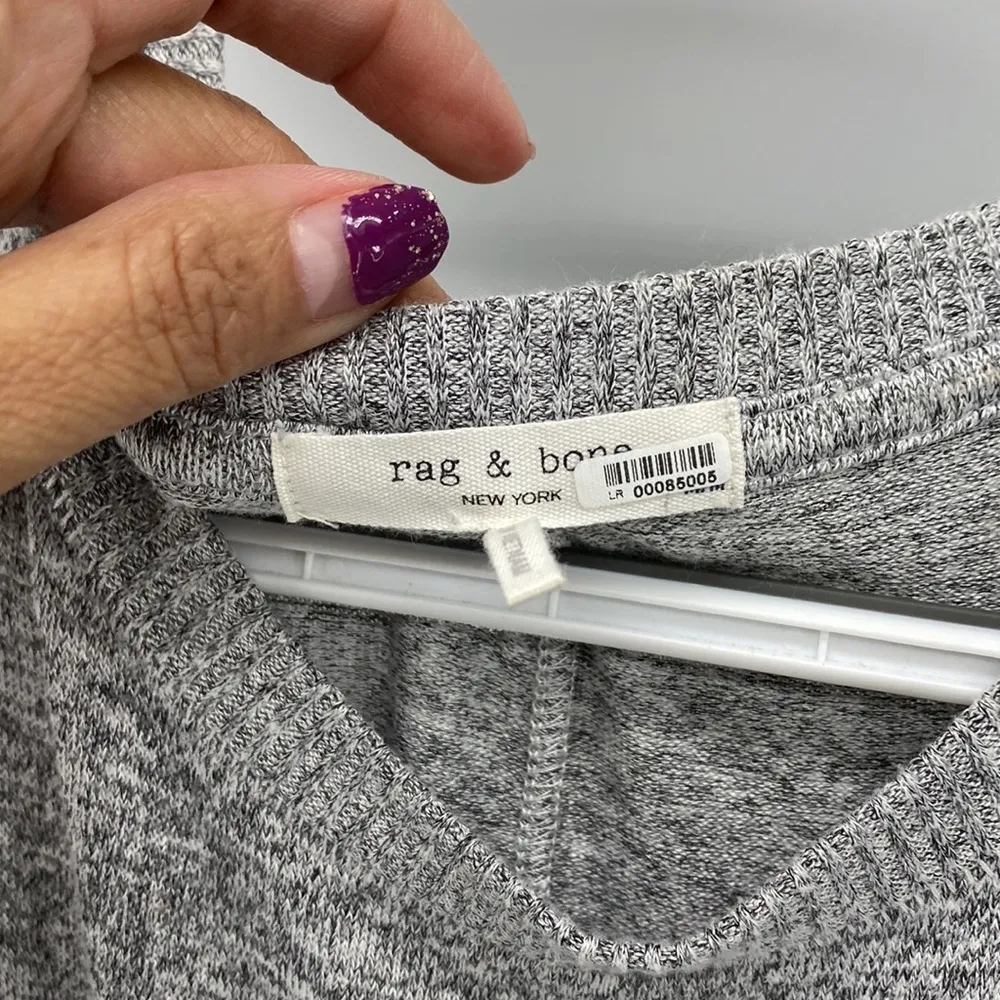 rag & bone
NEW YORK
LR 00085005